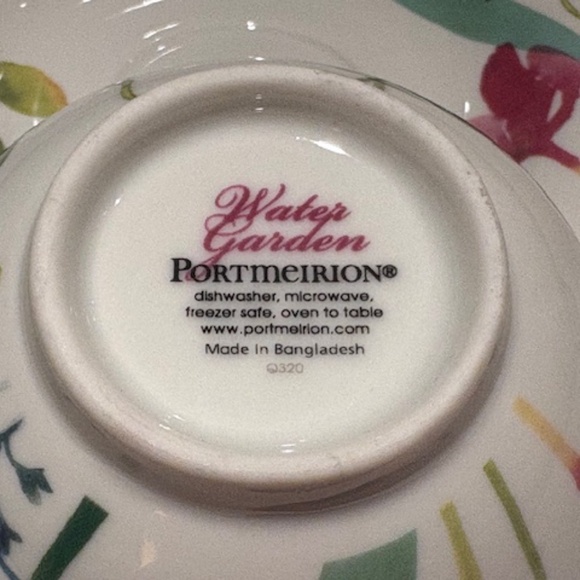 Water
Garden
PORTMEIRION®
dishwasher, microwave,
freezer safe, oven to table
www.portmeirion.com
Made in Bangladesh
Q320